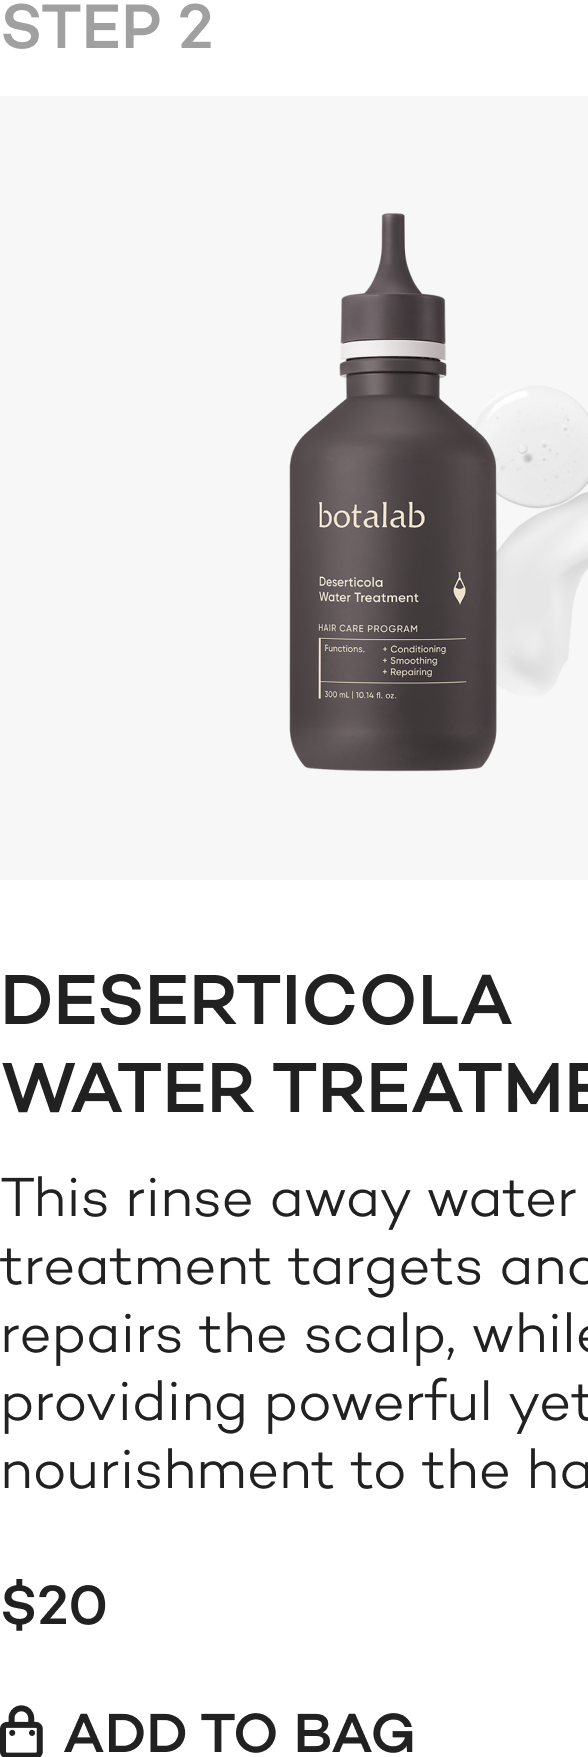 STEP 2
botalab
Deserticola
Water Treatment
HAIR CARE PROGRAM
Functions. + Conditioning
+ Smoothing
+ Repairing
300 mL | 10.14 fl. oz.
DESERTICOLA
WATER TREATME
This rinse away water
treatment targets and
repairs the scalp, while
providing powerful yet
nourishment to the ha
$20
ADD TO BAG